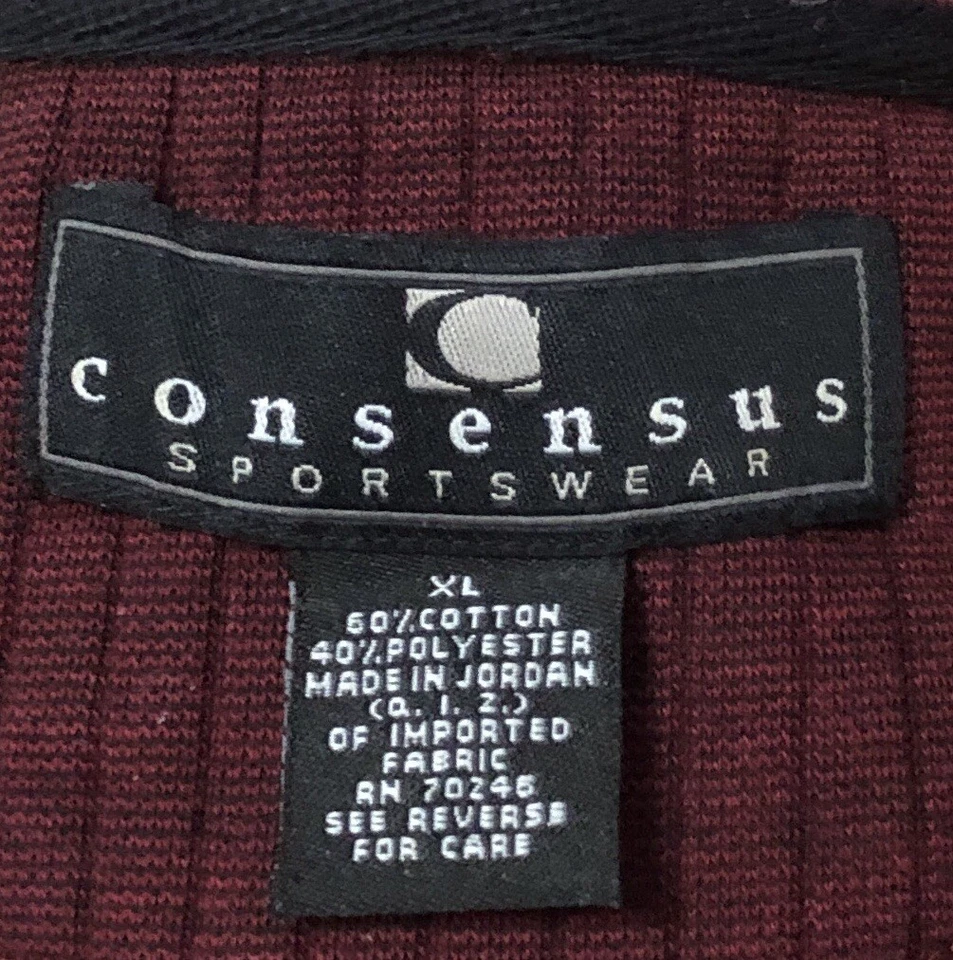 consensus
SPORTSWEAR
XL
60%COTTON
40%POLYESTER
MADE IN JORDAN
(Q. I. Z.)
OF IMPORTED
FABRIC
RN 70246
SEE REVERSE
FOR CARE